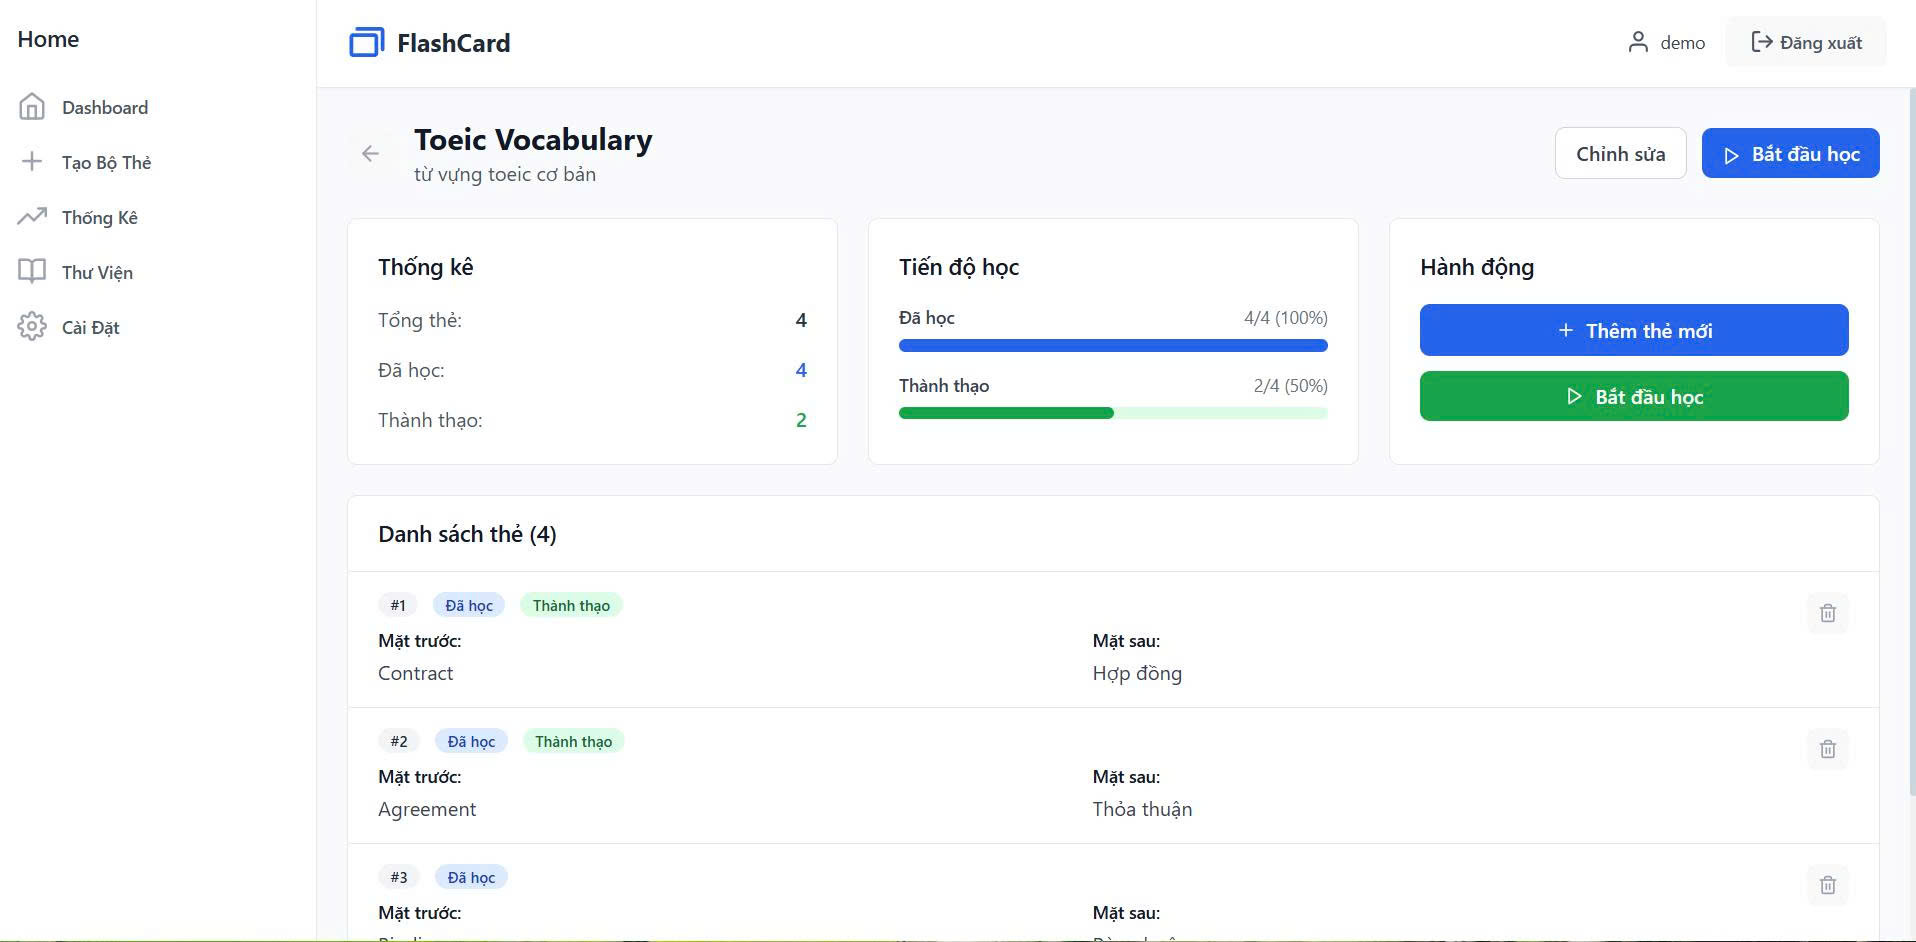 Home
Dashboard
Tạo Bộ Thẻ
Thống Kê
Thư Viện
Cài Đặt
FlashCard
demo
Đăng xuất
Toeic Vocabulary
từ vựng toeic cơ bản
Chỉnh sửa
Bắt đầu học
Thống kê
Tổng thẻ: 4
Đã học: 4
Thành thạo: 2
Tiến độ học
Đã học 4/4 (100%)
Thành thạo 2/4 (50%)
Hành động
Thêm thẻ mới
Bắt đầu học
Danh sách thẻ (4)
#1 Đã học Thành thạo
Mặt trước: Mặt sau:
Contract Hợp đồng
#2 Đã học Thành thạo
Mặt trước: Mặt sau:
Agreement Thỏa thuận
#3 Đã học
Mặt trước: Mặt sau: